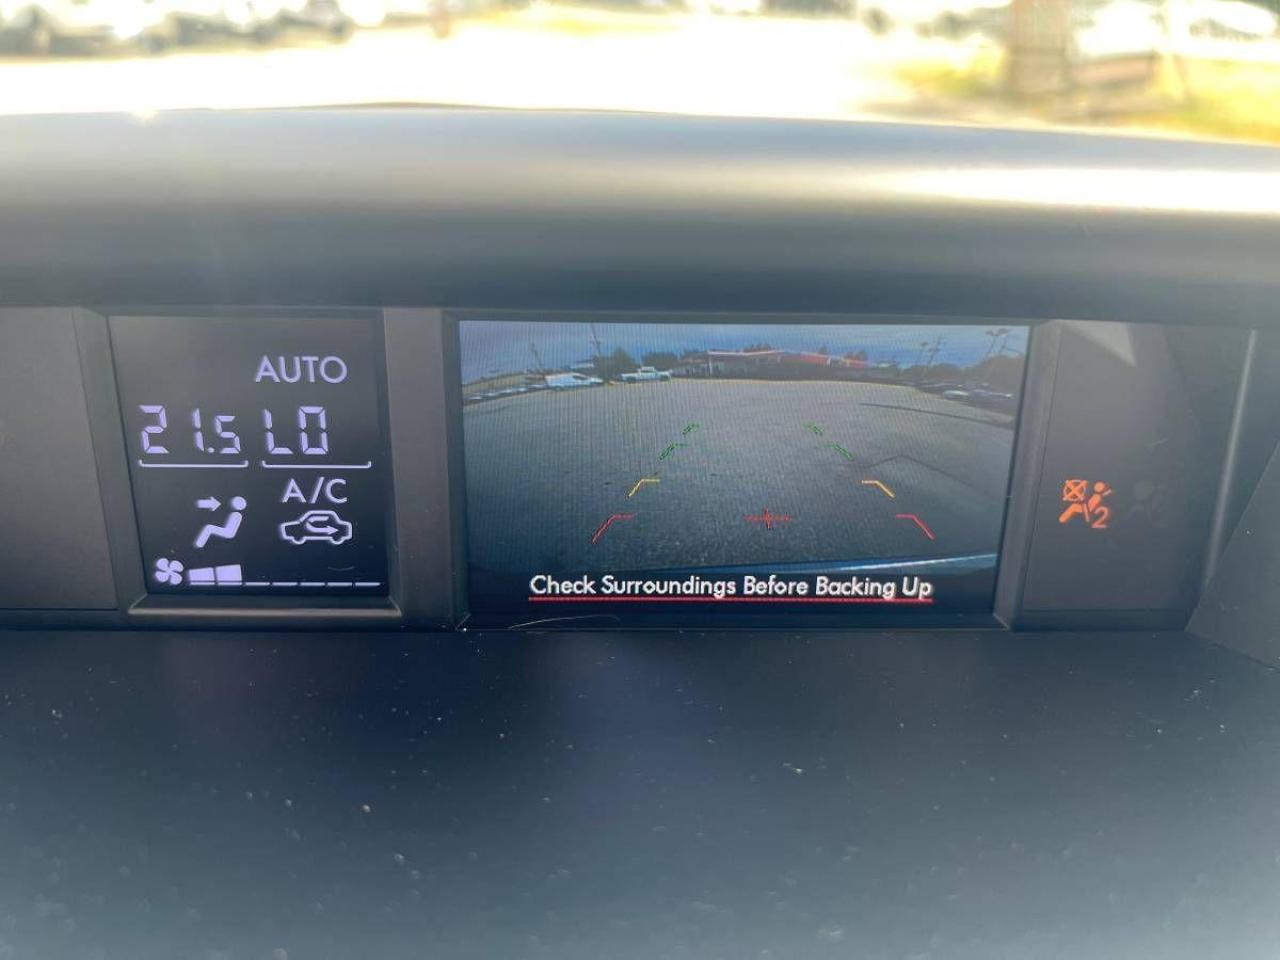 AUTO
21.5 LO
A/C
Check Surroundings Before Backing Up
2